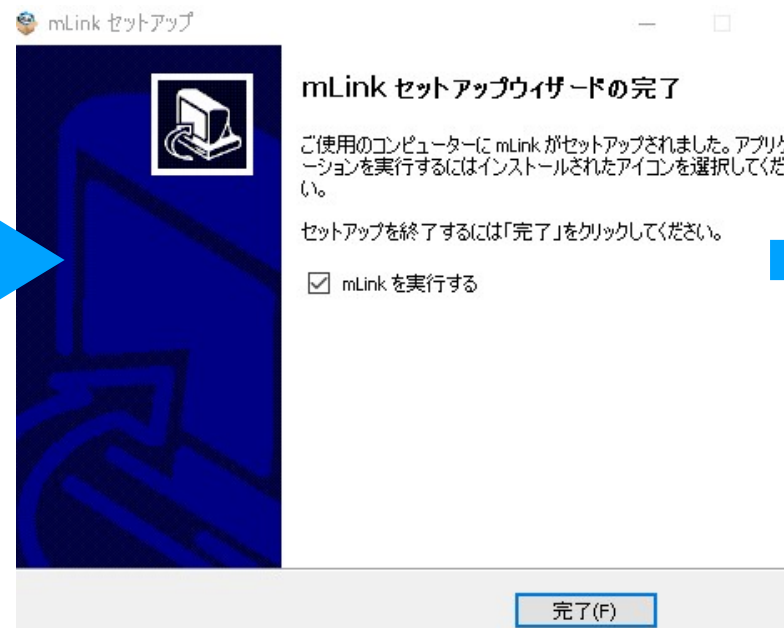 mLink セットアップ
mLink セットアップウィザードの完了
ご使用のコンピューターに mLink がセットアップされました。アプリケ
ーションを実行するにはインストールされたアイコンを選択してくだ
い。
セットアップを終了するには「完了」をクリックしてください。
mLink を実行する
完了(F)